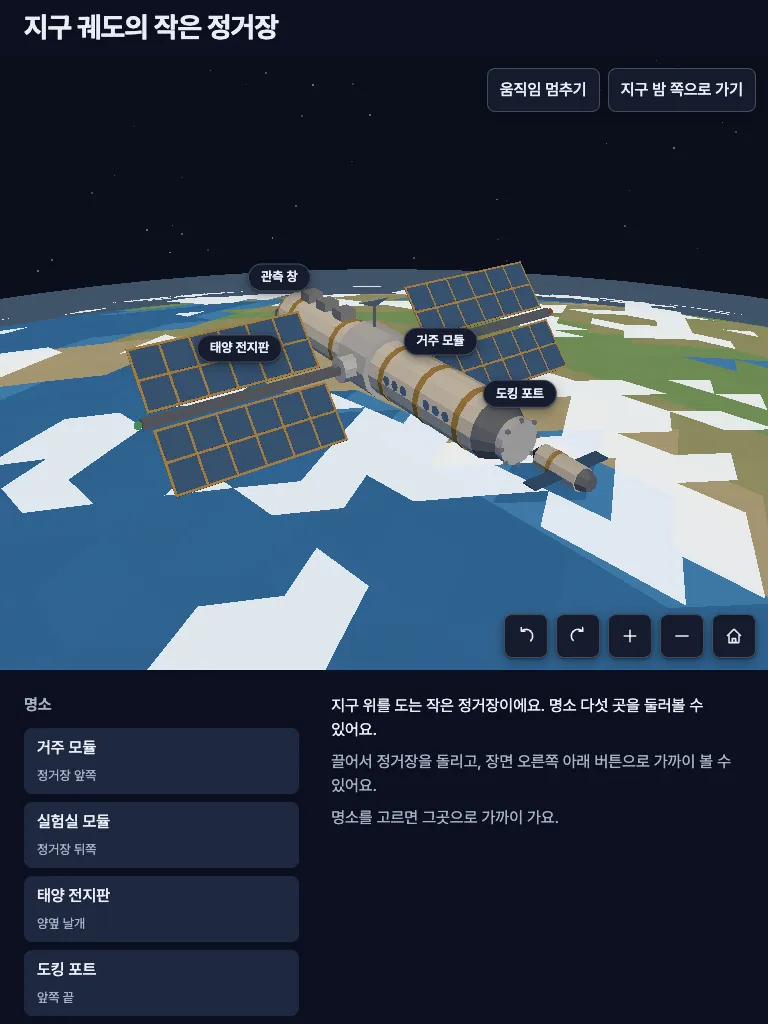 지구 궤도의 작은 정거장
움직임 멈추기
지구 밤 쪽으로 가기
관측 창
태양 전지판
거주 모듈
도킹 포트
명소
거주 모듈
정거장 앞쪽
실험실 모듈
정거장 뒤쪽
태양 전지판
양옆 날개
도킹 포트
앞쪽 끝
지구 위를 도는 작은 정거장이에요. 명소 다섯 곳을 둘러볼 수
있어요.
끌어서 정거장을 돌리고, 장면 오른쪽 아래 버튼으로 가까이 볼 수
있어요.
명소를 고르면 그곳으로 가까이 가요.